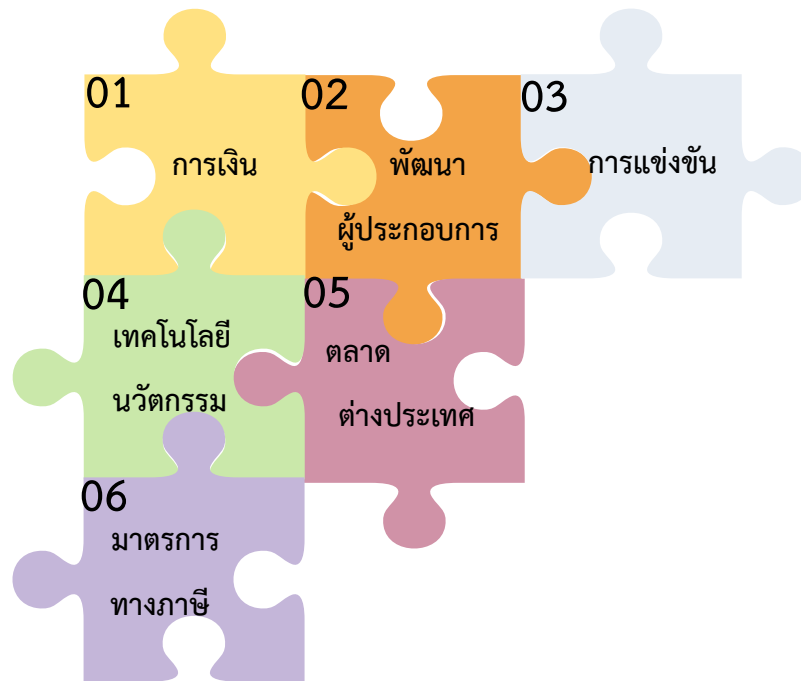 01
การเงิน
02
พัฒนา
ผู้ประกอบการ
03
การแข่งขัน
04
เทคโนโลยี
นวัตกรรม
05
ตลาด
ต่างประเทศ
06
มาตรการ
ทางภาษี